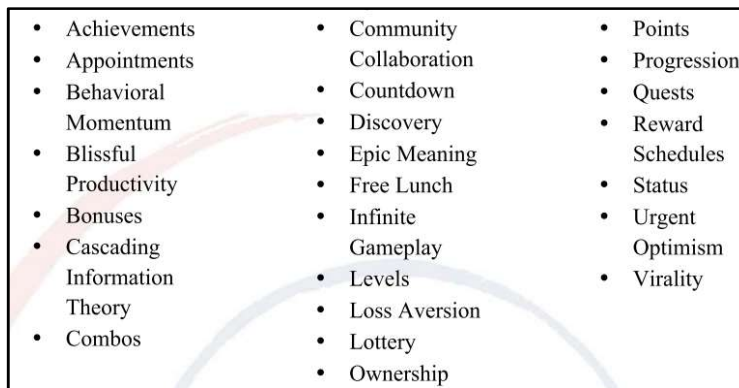 • Achievements
• Appointments
• Behavioral
Momentum
• Blissful
Productivity
• Bonuses
• Cascading
Information
Theory
• Combos
• Community
Collaboration
• Countdown
• Discovery
• Epic Meaning
• Free Lunch
• Infinite
Gameplay
• Levels
• Loss Aversion
• Lottery
• Ownership
• Points
• Progression
• Quests
• Reward
Schedules
• Status
• Urgent
Optimism
• Virality